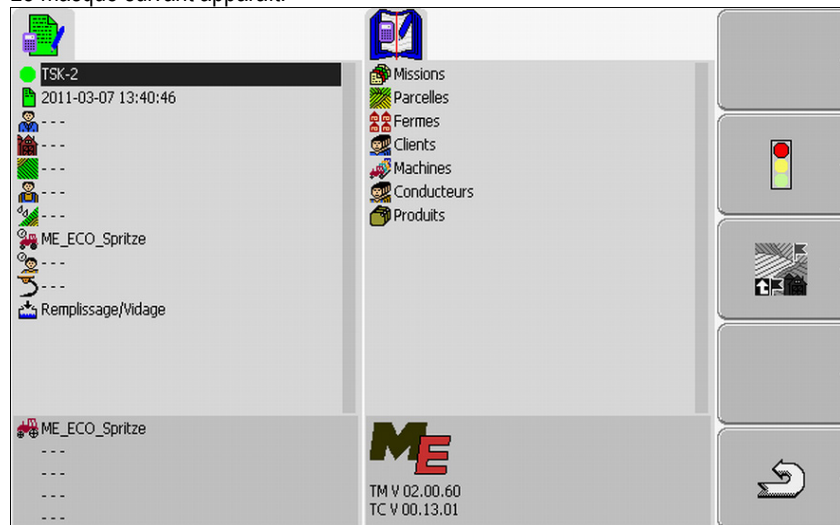 Le masque suivant apparaît.
TSK-2
2011-03-07 13:40:46
---
---
---
---
---
ME_ECO_Spritze
---
---
Remplissage/Vidage
Missions
Parcelles
Fermes
Clients
Machines
Conducteurs
Produits
ME_ECO_Spritze
---
---
---
---
ME
TM V 02.00.60
TC V 00.13.01